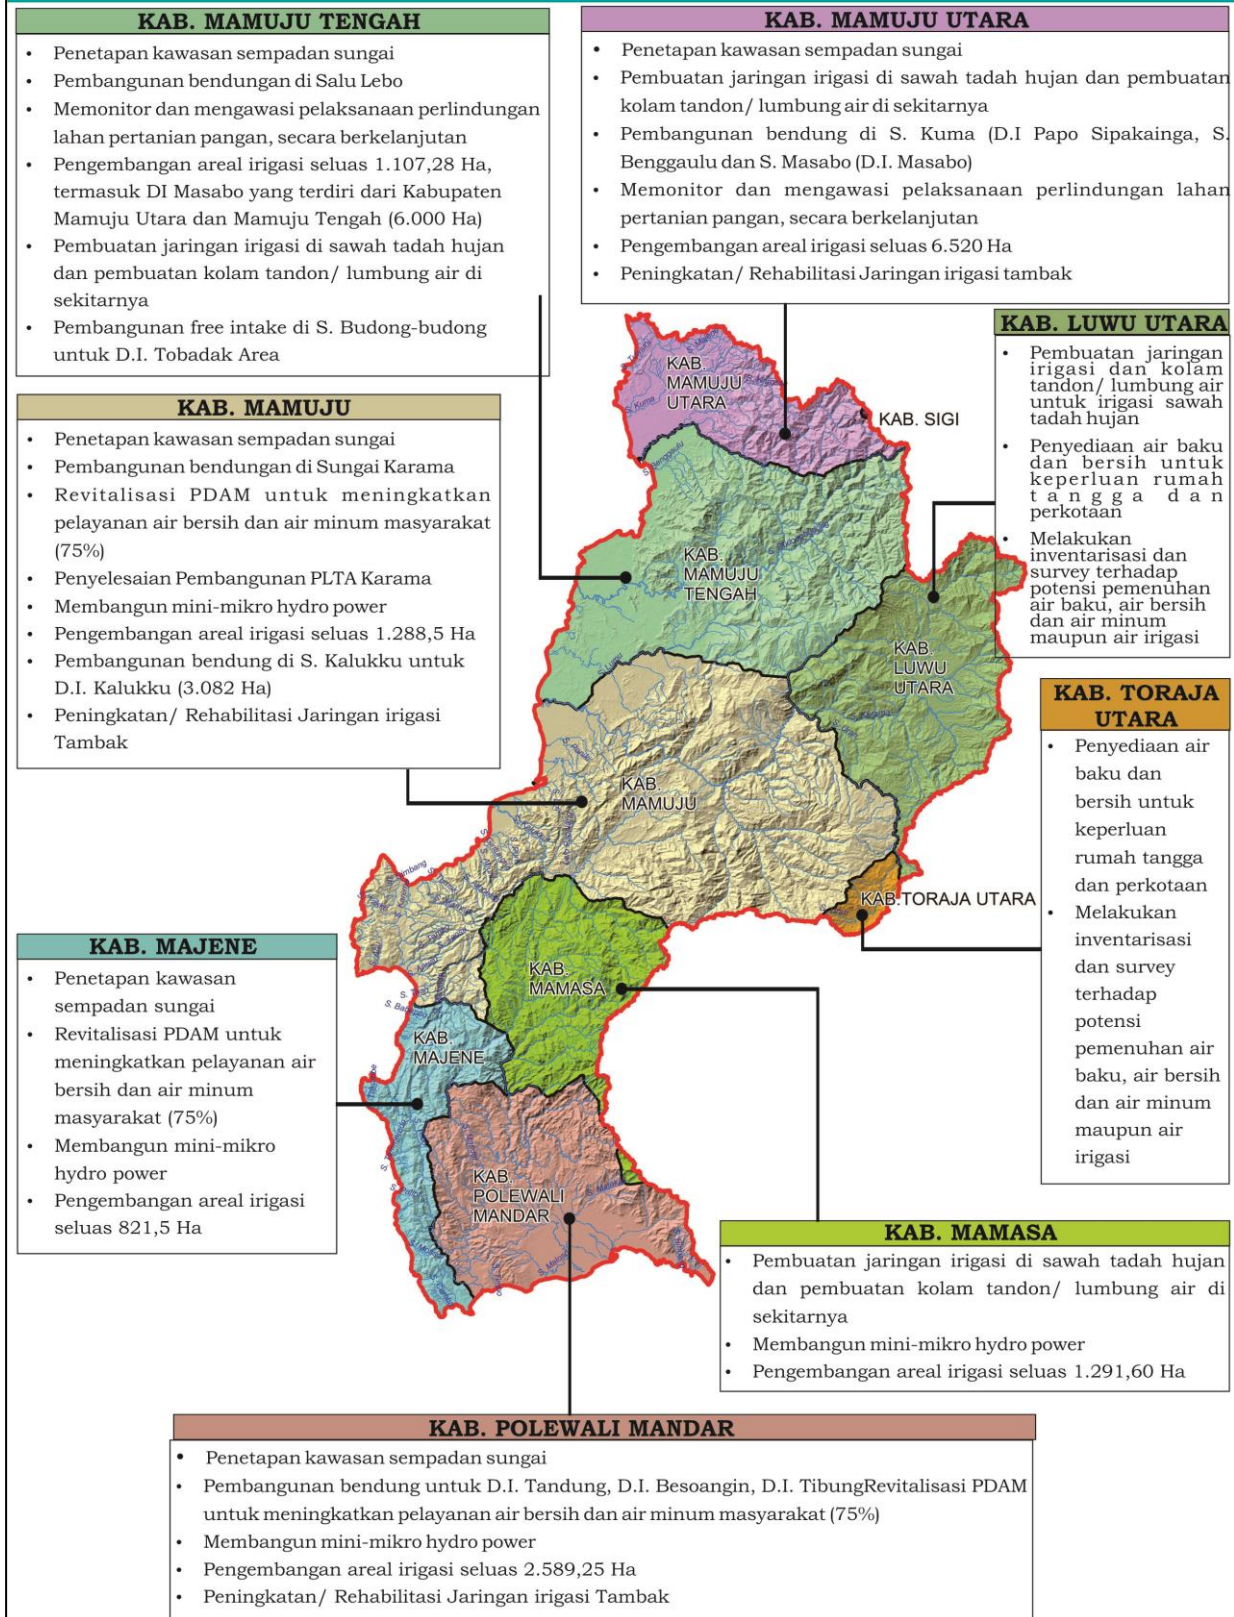 KAB. MAMUJU TENGAH
• Penetapan kawasan sempadan sungai
• Pembangunan bendungan di Salu Lebo
• Memonitor dan mengawasi pelaksanaan perlindungan
lahan pertanian pangan, secara berkelanjutan
• Pengembangan areal irigasi seluas 1.107,28 Ha,
termasuk DI Masabo yang terdiri dari Kabupaten
Mamuju Utara dan Mamuju Tengah (6.000 Ha)
• Pembuatan jaringan irigasi di sawah tadah hujan
dan pembuatan kolam tandon/ lumbung air di
sekitarnya
• Pembangunan free intake di S. Budong-budong
untuk D.I. Tobadak Area
KAB. MAMUJU UTARA
• Penetapan kawasan sempadan sungai
• Pembuatan jaringan irigasi di sawah tadah hujan dan pembuatan
kolam tandon/ lumbung air di sekitarnya
• Pembangunan bendung di S. Kuma (D.I Papo Sipakainga, S.
Benggaulu dan S. Masabo (D.I. Masabo)
• Memonitor dan mengawasi pelaksanaan perlindungan lahan
pertanian pangan, secara berkelanjutan
• Pengembangan areal irigasi seluas 6.520 Ha
• Peningkatan/ Rehabilitasi Jaringan irigasi tambak
KAB. LUWU UTARA
• Pembuatan jaringan
irigasi dan kolam
tandon/ lumbung air
untuk irigasi sawah
tadah hujan
• Penyediaan air baku
dan bersih untuk
keperluan rumah
tangga dan
perkotaan
• Melakukan
inventarisasi dan
survey terhadap
potensi pemenuhan
air baku, air bersih
dan air minum
maupun air irigasi
KAB. MAMUJU
• Penetapan kawasan sempadan sungai
• Pembangunan bendungan di Sungai Karama
• Revitalisasi PDAM untuk meningkatkan
pelayanan air bersih dan air minum masyarakat
(75%)
• Penyelesaian Pembangunan PLTA Karama
• Membangun mini-mikro hydro power
• Pengembangan areal irigasi seluas 1.288,5 Ha
• Pembangunan bendung di S. Kalukku untuk
D.I. Kalukku (3.082 Ha)
• Peningkatan/ Rehabilitasi Jaringan irigasi
Tambak
KAB. TORAJA
UTARA
• Penyediaan air
baku dan
bersih untuk
keperluan
rumah tangga
dan perkotaan
• Melakukan
inventarisasi
dan survey
terhadap
potensi
pemenuhan air
baku, air bersih
dan air minum
maupun air
irigasi
KAB.
MAMUJU
UTARA
S. Kuma
KAB. SIGI
S. Benggaulu
KAB.
MAMUJU
TENGAH
KAB.
LUWU
UTARA
KAB.
MAMUJU
KAB.TORAJA UTARA
KAB.
MAMASA
KAB.
MAJENE
KAB.
POLEWALI
MANDAR
KAB. MAJENE
• Penetapan kawasan
sempadan sungai
• Revitalisasi PDAM untuk
meningkatkan pelayanan air
bersih dan air minum
masyarakat (75%)
• Membangun mini-mikro
hydro power
• Pengembangan areal irigasi
seluas 821,5 Ha
KAB. MAMASA
• Pembuatan jaringan irigasi di sawah tadah hujan
dan pembuatan kolam tandon/ lumbung air di
sekitarnya
• Membangun mini-mikro hydro power
• Pengembangan areal irigasi seluas 1.291,60 Ha
KAB. POLEWALI MANDAR
• Penetapan kawasan sempadan sungai
• Pembangunan bendung untuk D.I. Tandung, D.I. Besoangin, D.I. TibungRevitalisasi PDAM
untuk meningkatkan pelayanan air bersih dan air minum masyarakat (75%)
• Membangun mini-mikro hydro power
• Pengembangan areal irigasi seluas 2.589,25 Ha
• Peningkatan/ Rehabilitasi Jaringan irigasi Tambak